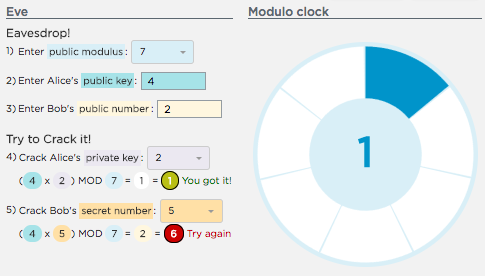 Eve
Eavesdrop!
1) Enter public modulus: 7
2) Enter Alice's public key: 4
3) Enter Bob's public number: 2
Try to Crack it!
4) Crack Alice's private key: 2
( 4 x 2 ) MOD 7 = 1 = 1 You got it!
5) Crack Bob's secret number: 5
( 4 x 5 ) MOD 7 = 2 = 6 Try again
Modulo clock
1